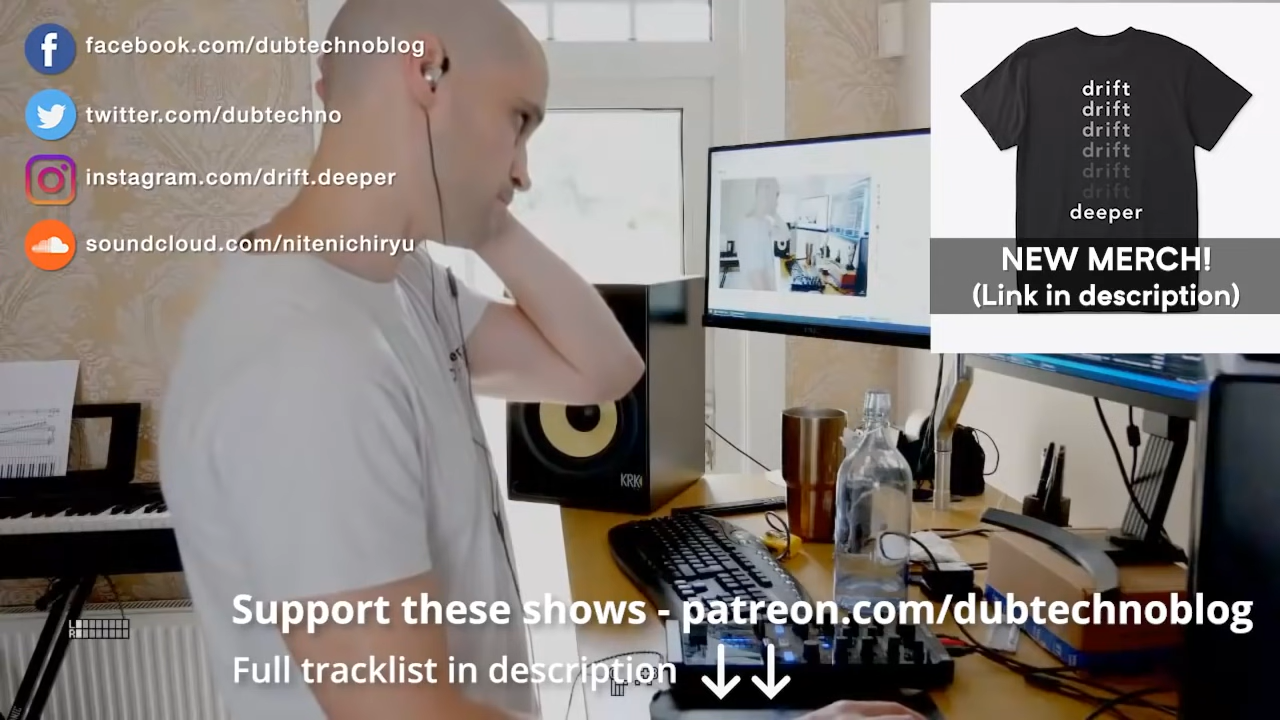 facebook.com/dubtechnoblog
twitter.com/dubtechno
instagram.com/drift.deeper
soundcloud.com/nitenichiryu
drift
drift
drift
drift
drift
drift
deeper
NEW MERCH!
(Link in description)
KRK
Support these shows - patreon.com/dubtechnoblog
Full tracklist in description
L
R